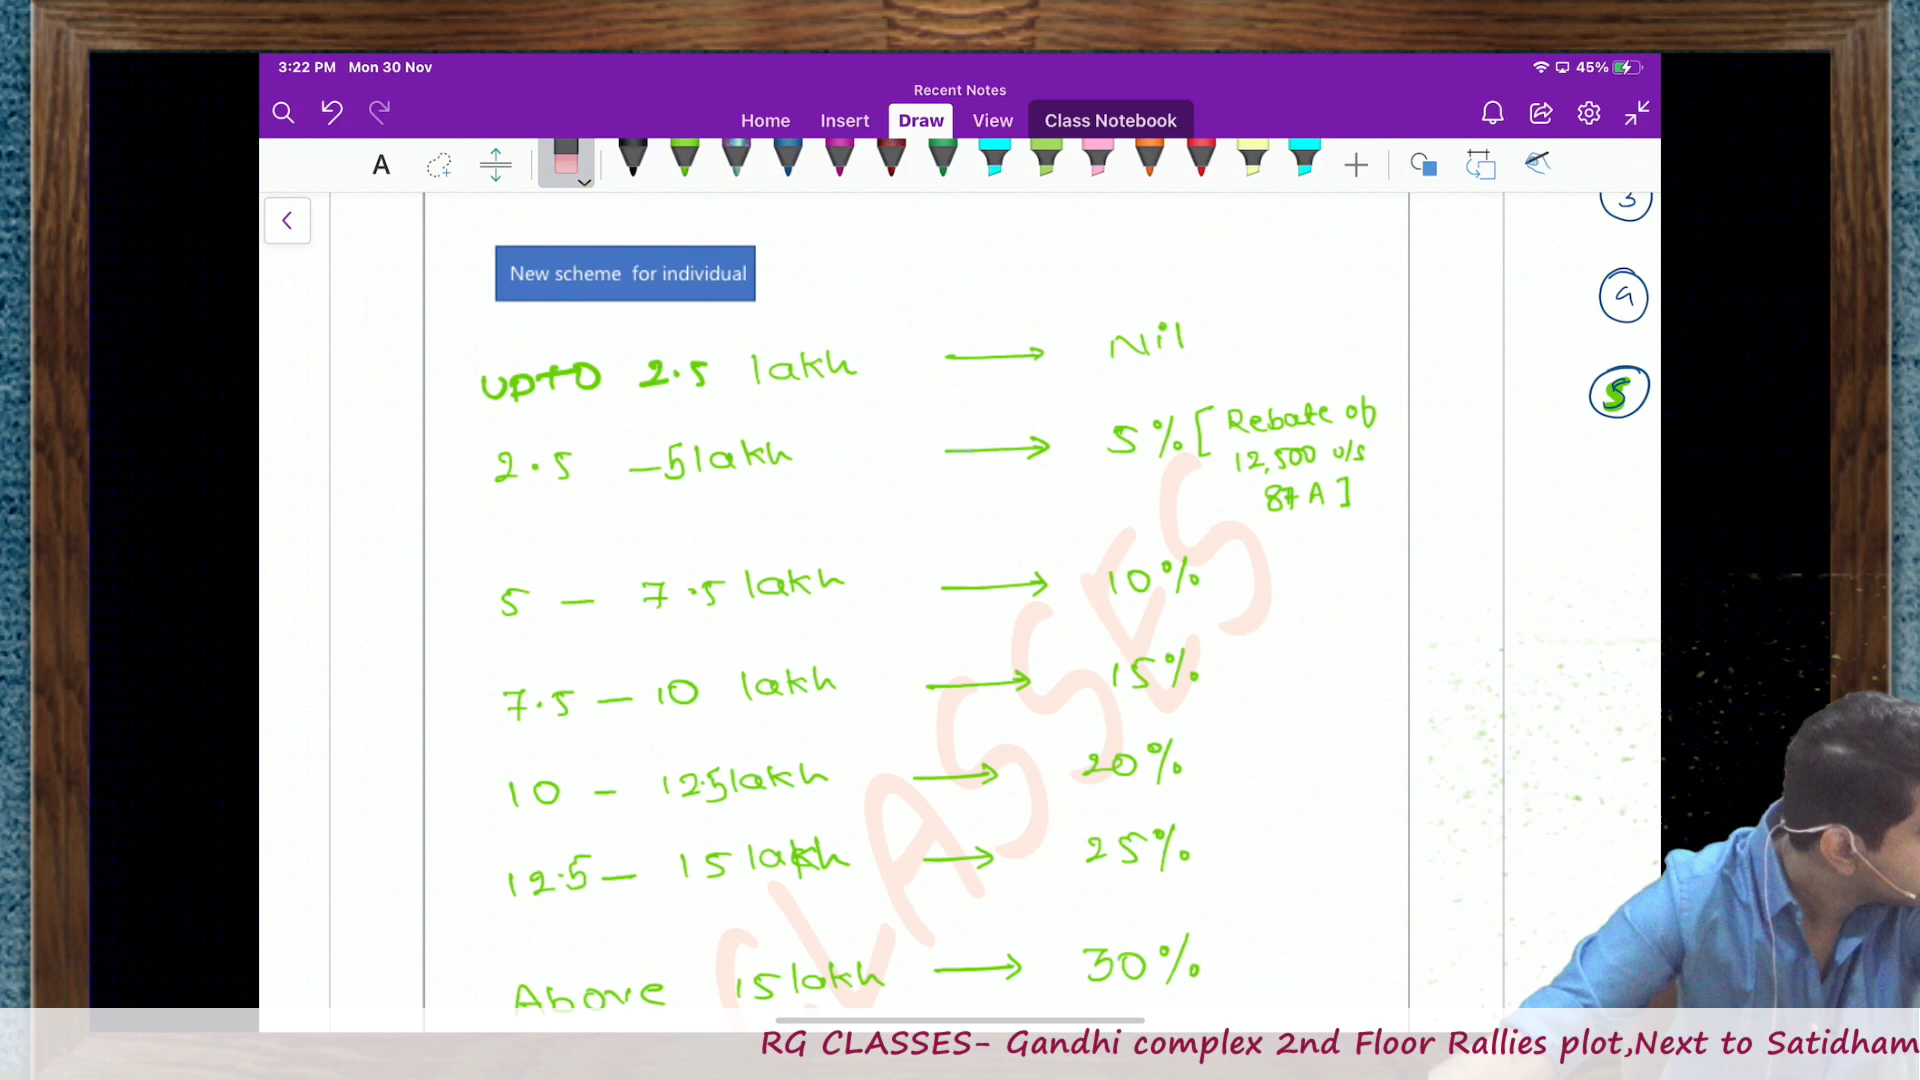 3:22 PM Mon 30 Nov
45%
Recent Notes
Home Insert Draw View Class Notebook
A
3
New scheme for individual
9
UPTO 2.5 lakh → Nil
5
2.5 – 5 lakh → 5% [Rebate of
12,500 u/s
87 A]
5 – 7.5 lakh → 10%
7.5 – 10 lakh → 15%
10 – 12.5 lakh → 20%
12.5 – 15 lakh → 25%
Above 15 lakh → 30%
CLASSES
RG CLASSES- Gandhi complex 2nd Floor Rallies plot,Next to Satidham